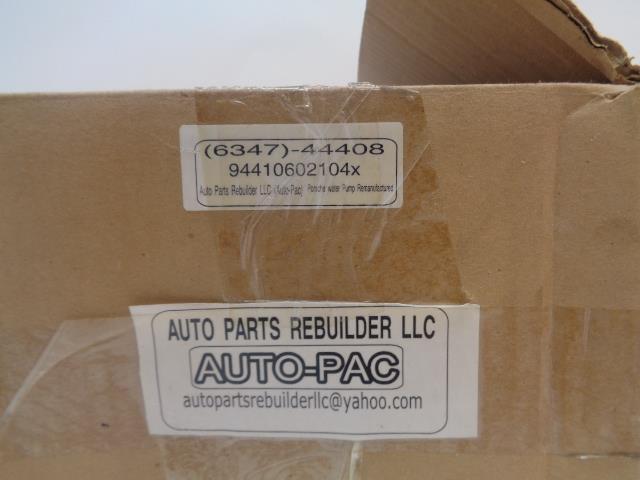 (6347)-44408
94410602104x
Auto Parts Rebuilder LLC (Auto-Pac) Porsche water Pump Remanufactured
AUTO PARTS REBUiLDER LLC
AUTO-PAC
autopartsrebuilderllc@yahoo.com